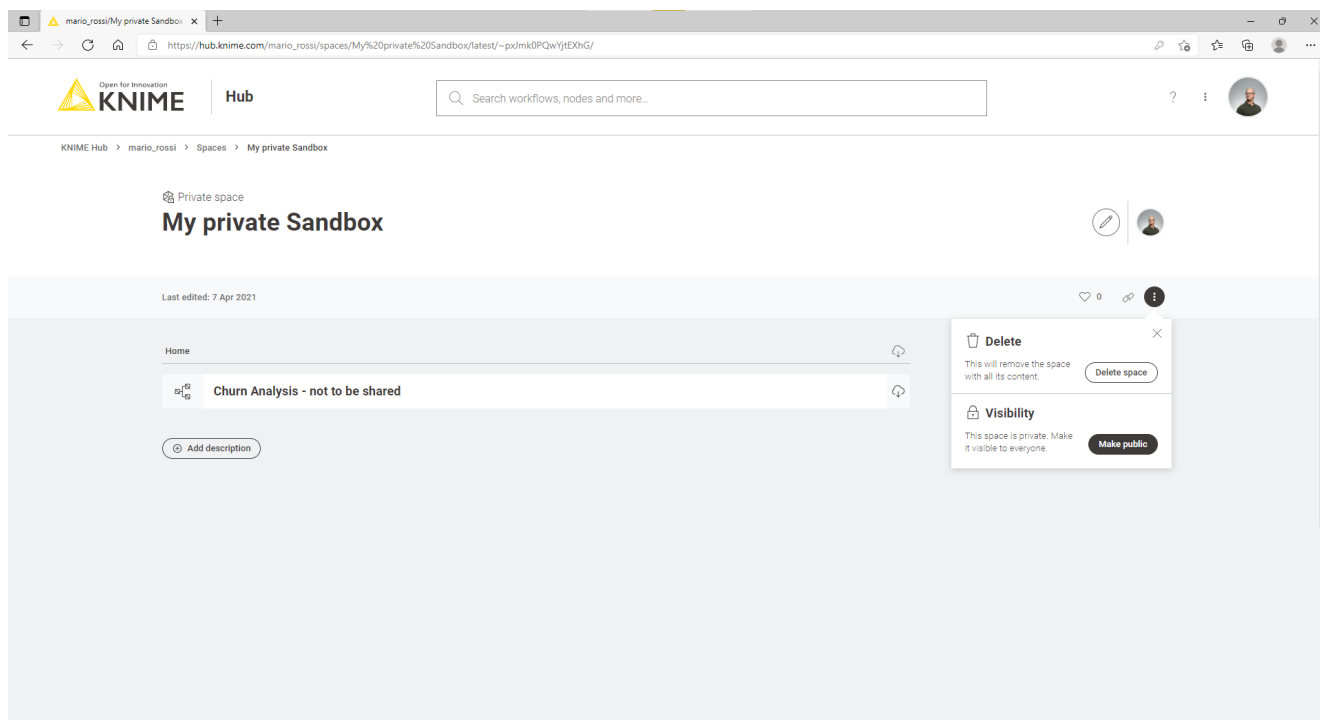 mario_rossi/My private Sandbox
https://hub.knime.com/mario_rossi/spaces/My%20private%20Sandbox/latest/~pxJmk0PQwYjtEXhG/
Open for Innovation
KNIME
Hub
Search workflows, nodes and more...
?
KNIME Hub > mario_rossi > Spaces > My private Sandbox
Private space
My private Sandbox
Last edited: 7 Apr 2021
0
Home
Churn Analysis - not to be shared
Add description
Delete
This will remove the space
with all its content.
Delete space
Visibility
This space is private. Make
it visible to everyone.
Make public